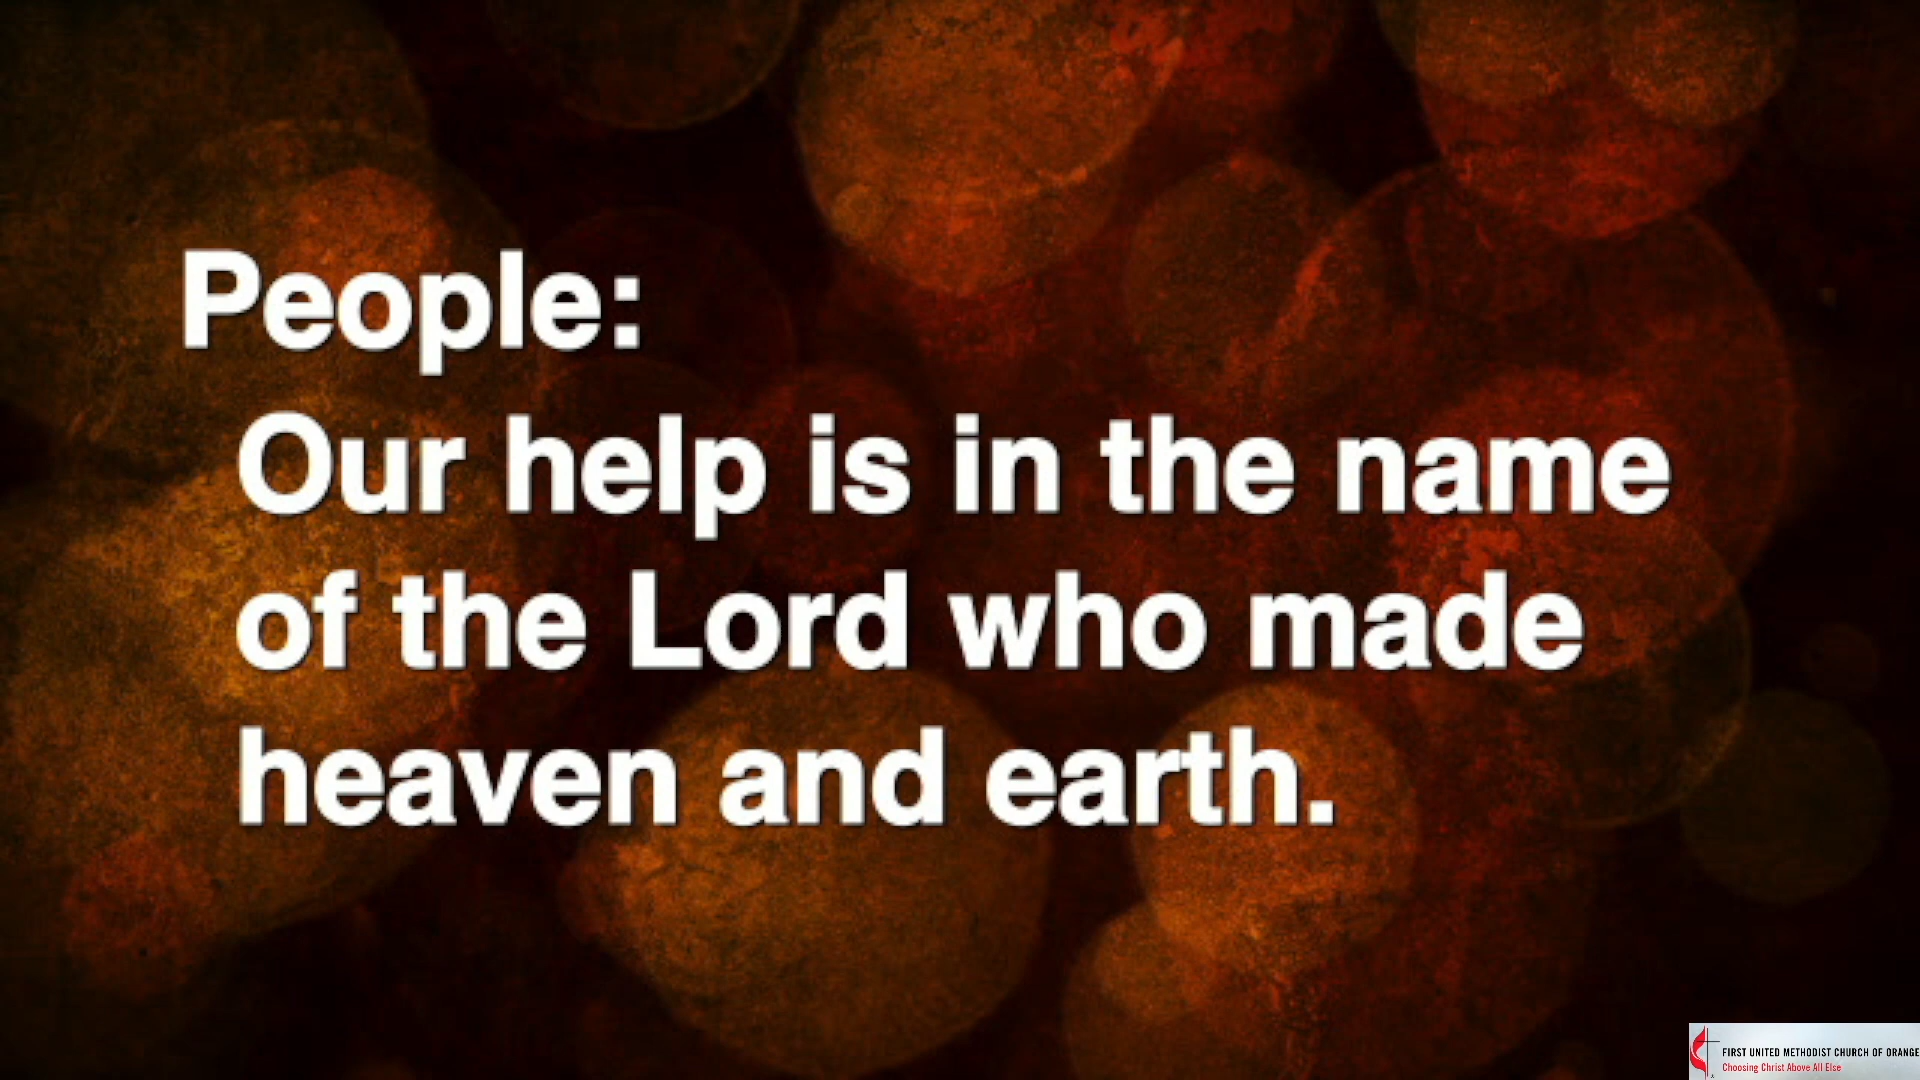 People:
Our help is in the name
of the Lord who made
heaven and earth.
FIRST UNITED METHODIST CHURCH OF ORANGE
Choosing Christ Above All Else